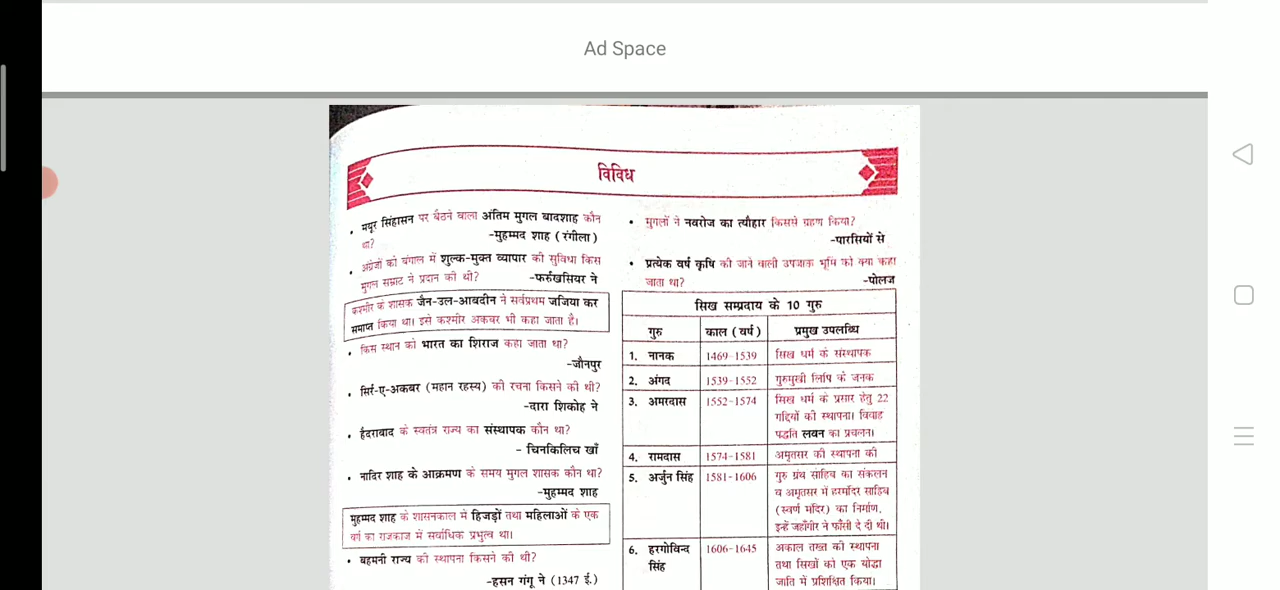 Ad Space
विविध
• मयूर सिंहासन पर बैठने वाला अंतिम मुगल बादशाह कौन
था?
-मुहम्मद शाह (रंगीला)
• अंग्रेजों को बंगाल में शुल्क-मुक्त व्यापार की सुविधा किस
मुगल सम्राट ने प्रदान की थी?
-फर्रुखसियर ने
कश्मीर के शासक जैन-उल-आबदीन ने सर्वप्रथम जजिया कर
समाप्त किया था। इसे कश्मीर अकबर भी कहा जाता है।
• किस स्थान को भारत का शिराज कहा जाता था?
-जौनपुर
• सिर्र-ए-अकबर (महान रहस्य) की रचना किसने की थी?
-दारा शिकोह ने
• हैदराबाद के स्वतंत्र राज्य का संस्थापक कौन था?
- चिनकिलिच खाँ
• नादिर शाह के आक्रमण के समय मुगल शासक कौन था?
-मुहम्मद शाह
मुहम्मद शाह के शासनकाल में हिजड़ों तथा महिलाओं के एक
वर्ग का राजकाज में सर्वाधिक प्रभुत्व था।
• बहमनी राज्य की स्थापना किसने की थी?
-हसन गंगू ने (1347 ई.)
• मुगलों ने नवरोज का त्यौहार किससे ग्रहण किया?
-पारसियों से
• प्रत्येक वर्ष कृषि की जाने वाली उपजाऊ भूमि को क्या कहा
जाता था?
-पोलज
सिख सम्प्रदाय के 10 गुरु
गुरु काल (वर्ष) प्रमुख उपलब्धि
1. नानक 1469-1539 सिख धर्म के संस्थापक
2. अंगद 1539-1552 गुरुमुखी लिपि के जनक
3. अमरदास 1552-1574 सिख धर्म के प्रसार हेतु 22
गद्दियों की स्थापना। विवाह
पद्धति लवन का प्रचलन।
4. रामदास 1574-1581 अमृतसर की स्थापना की
5. अर्जुन सिंह 1581-1606 गुरु ग्रंथ साहिब का संकलन
व अमृतसर में हरमंदिर साहिब
(स्वर्ण मंदिर) का निर्माण,
इन्हें जहाँगीर ने फाँसी दे दी थी।
6. हरगोविन्द 1606-1645 अकाल तख्त की स्थापना
सिंह तथा सिखों को एक योद्धा
जाति में प्रशिक्षित किया।